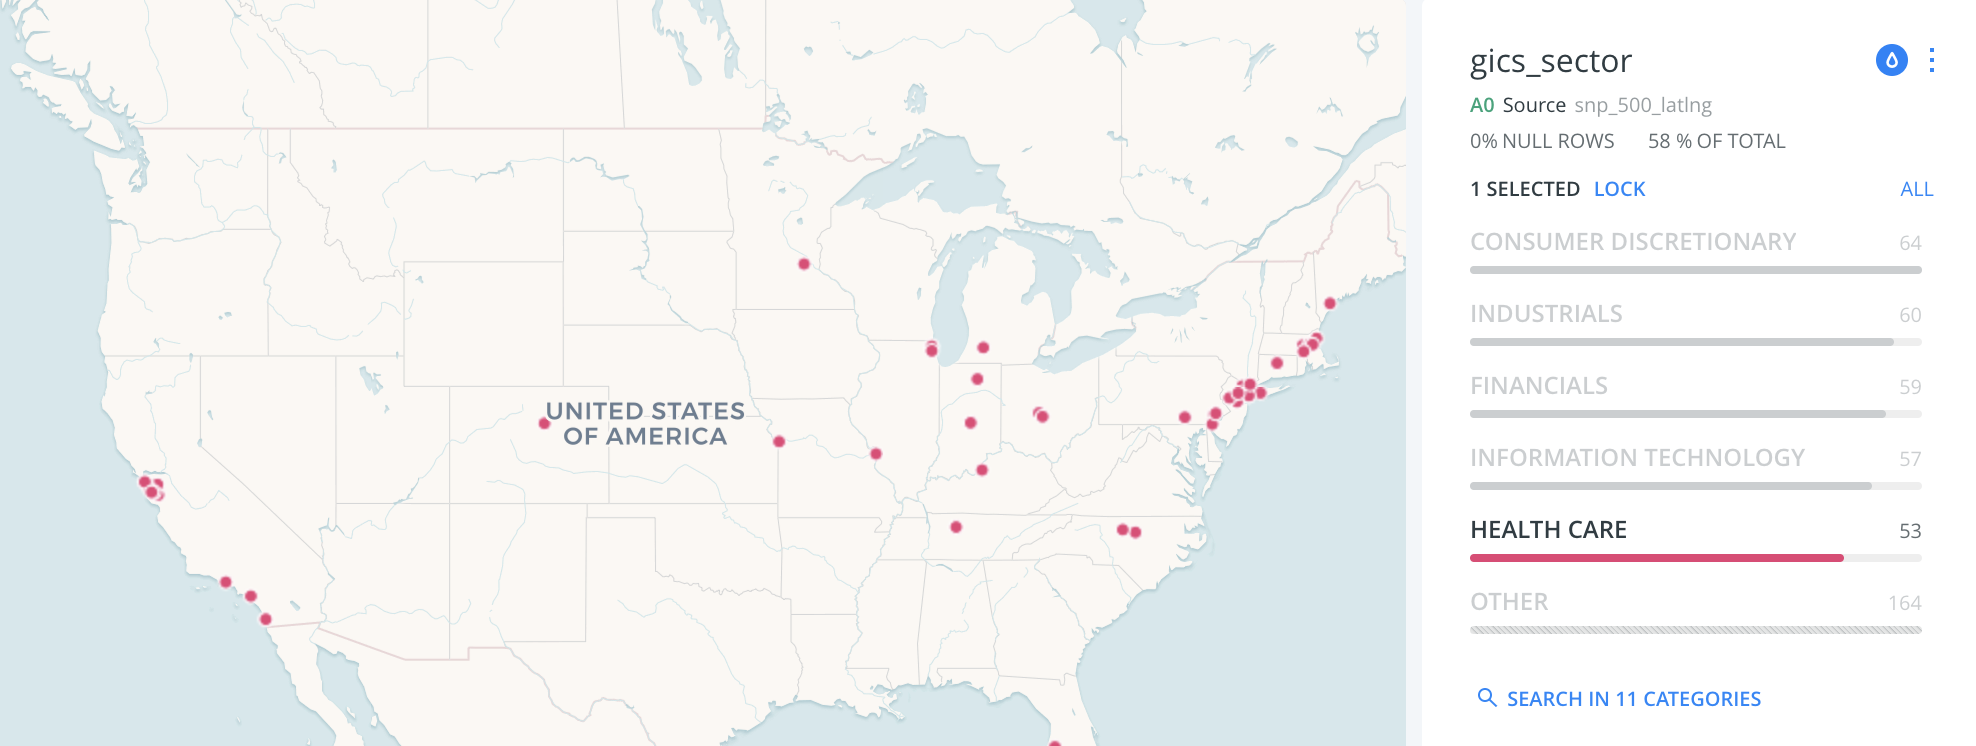 UNITED STATES
OF AMERICA
gics_sector
A0 Source snp_500_latlng
0% NULL ROWS 58 % OF TOTAL
1 SELECTED LOCK ALL
CONSUMER DISCRETIONARY 64
INDUSTRIALS 60
FINANCIALS 59
INFORMATION TECHNOLOGY 57
HEALTH CARE 53
OTHER 164
SEARCH IN 11 CATEGORIES